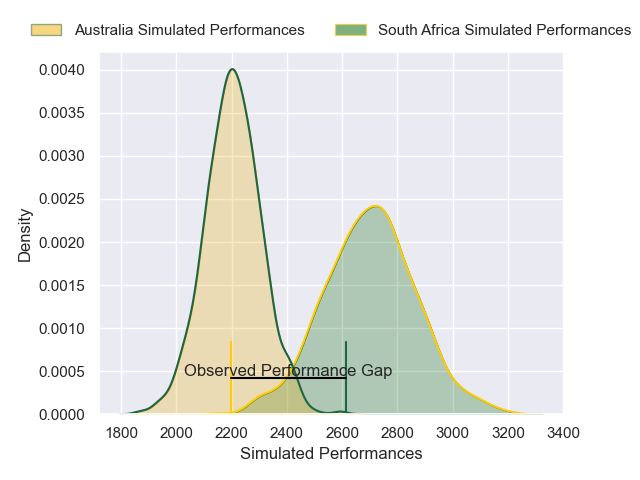 Australia Simulated Performances
South Africa Simulated Performances
0.0040
0.0035
0.0030
0.0025
0.0020
0.0015
0.0010
0.0005
0.0000
Density
Observed Performance Gap
1800 2000 2200 2400 2600 2800 3000 3200 3400
Simulated Performances